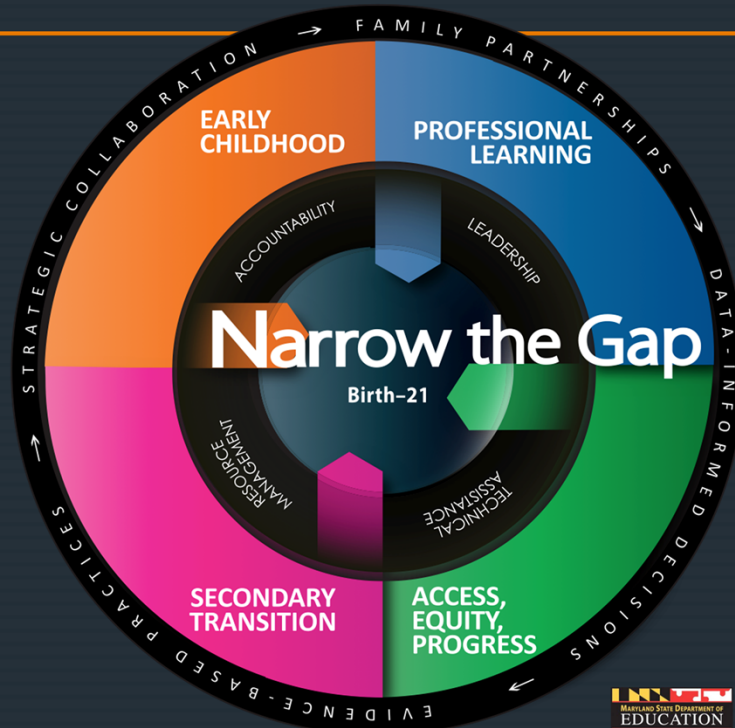 STRATEGIC COLLABORATION → FAMILY PARTNERSHIPS → DATA-INFORMED DECISIONS → EVIDENCE-BASED PRACTICES →
EARLY
CHILDHOOD
PROFESSIONAL
LEARNING
ACCOUNTABILITY
LEADERSHIP
Narrow the Gap
Birth–21
RESOURCE
MANAGEMENT
TECHNICAL
ASSISTANCE
SECONDARY
TRANSITION
ACCESS,
EQUITY,
PROGRESS
MARYLAND STATE DEPARTMENT OF
EDUCATION